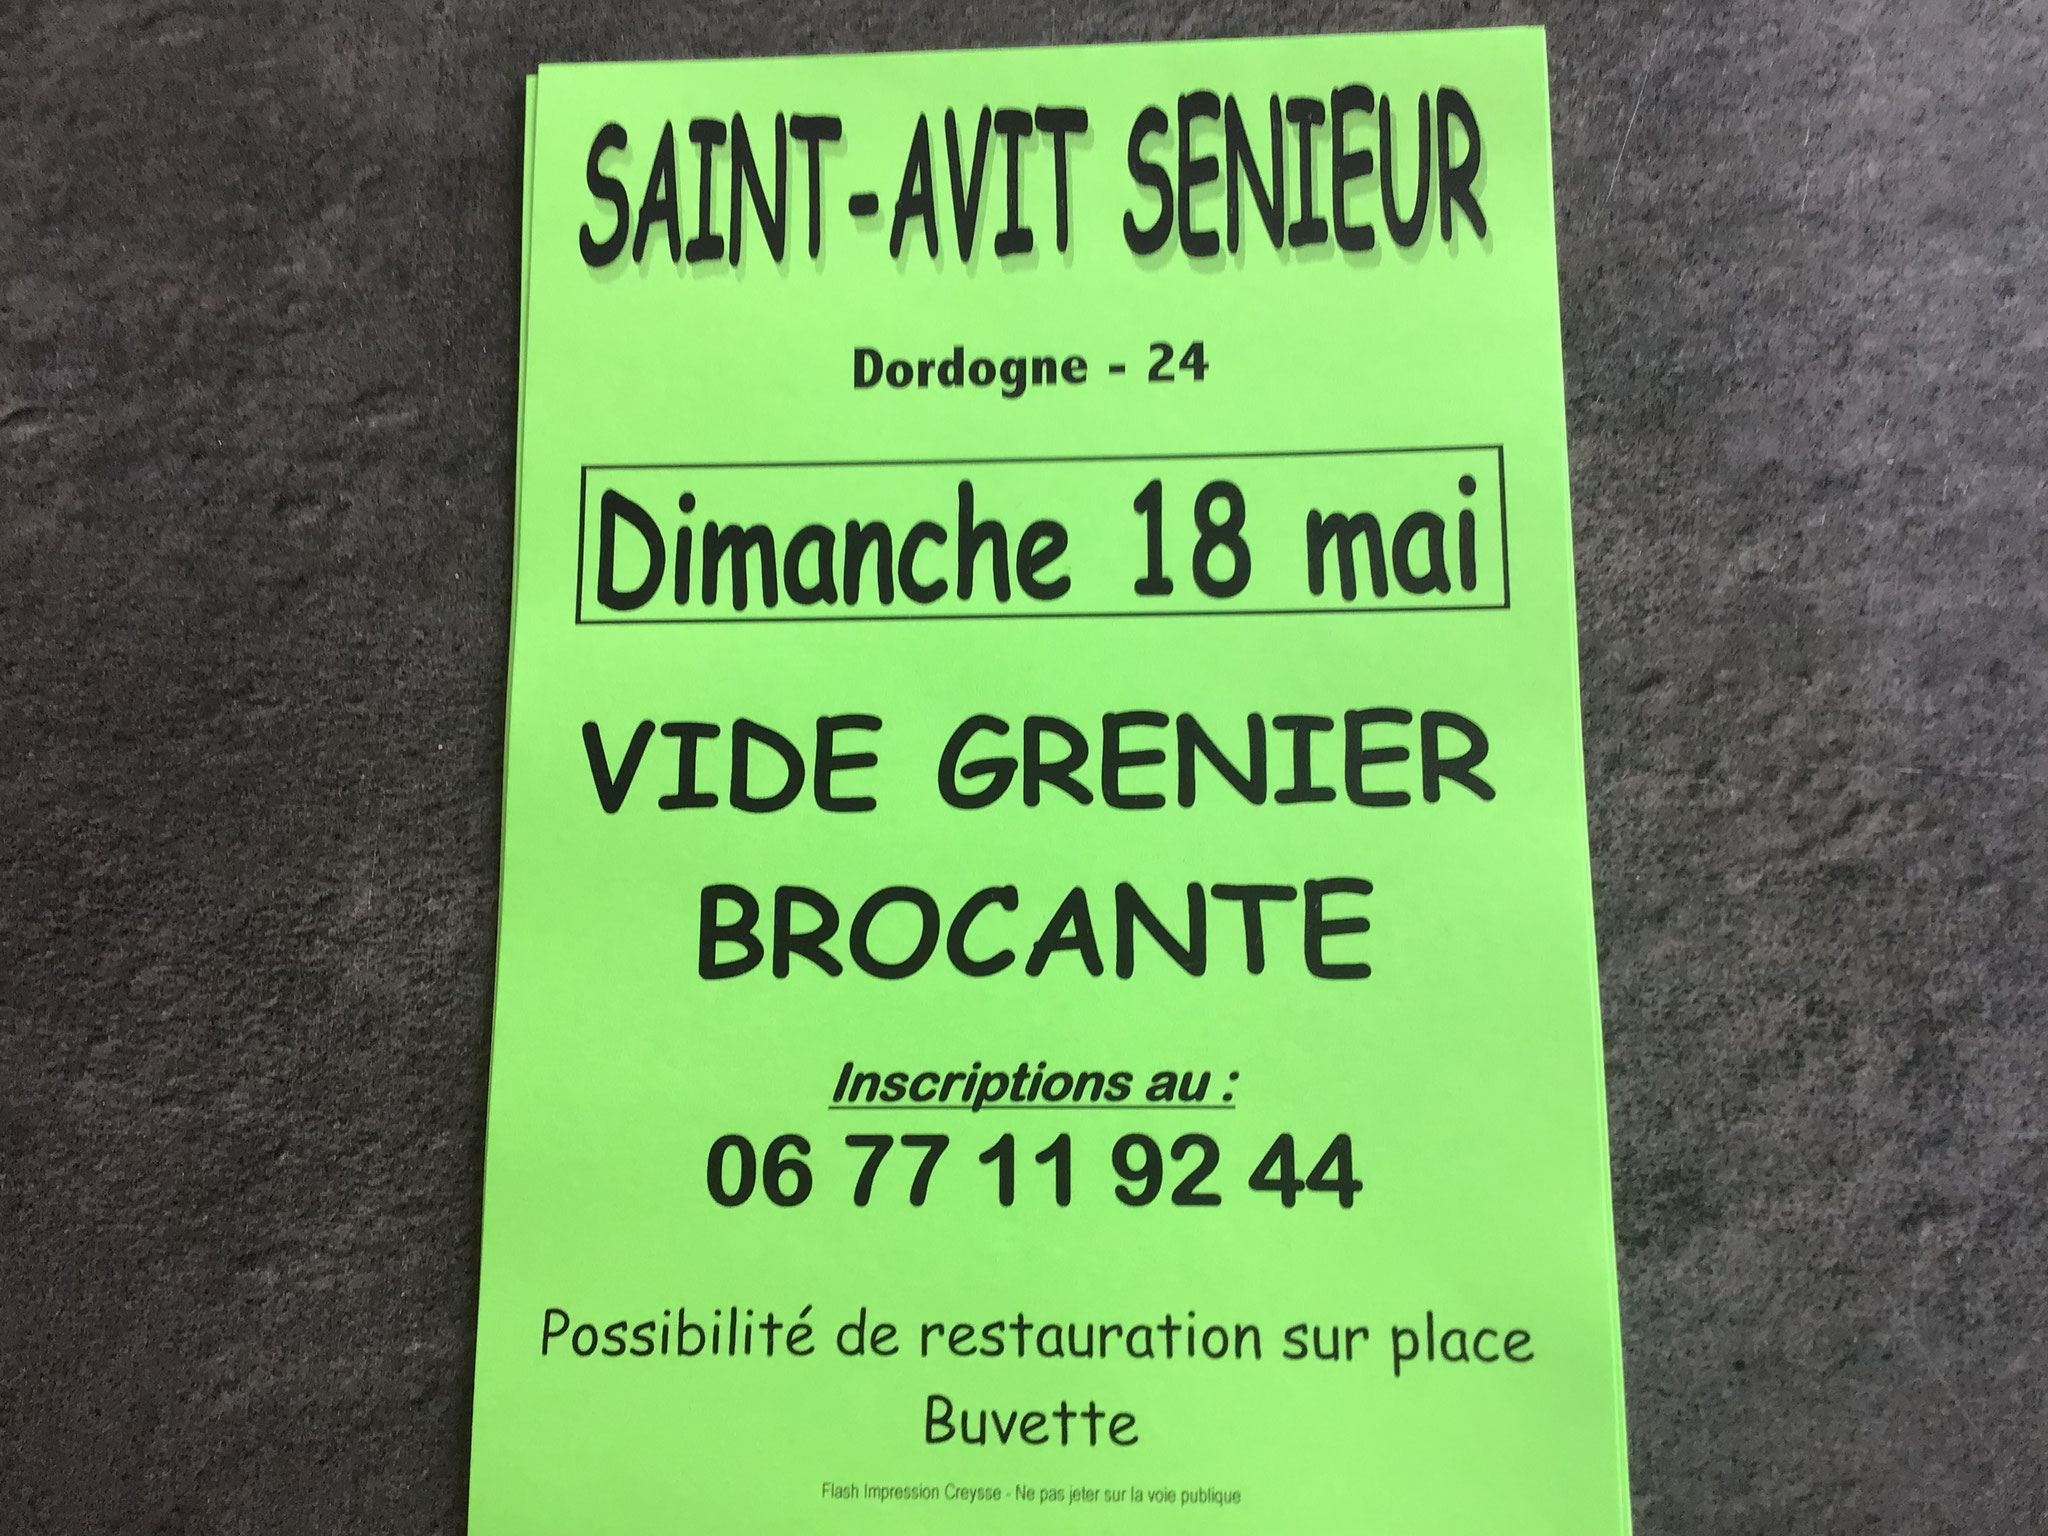 SAINT-AVIT SENIEUR
Dordogne - 24
Dimanche 18 mai
VIDE GRENIER
BROCANTE
Inscriptions au :
06 77 11 92 44
Possibilité de restauration sur place
Buvette
Flash Impression Creysse - Ne pas jeter sur la voie publique